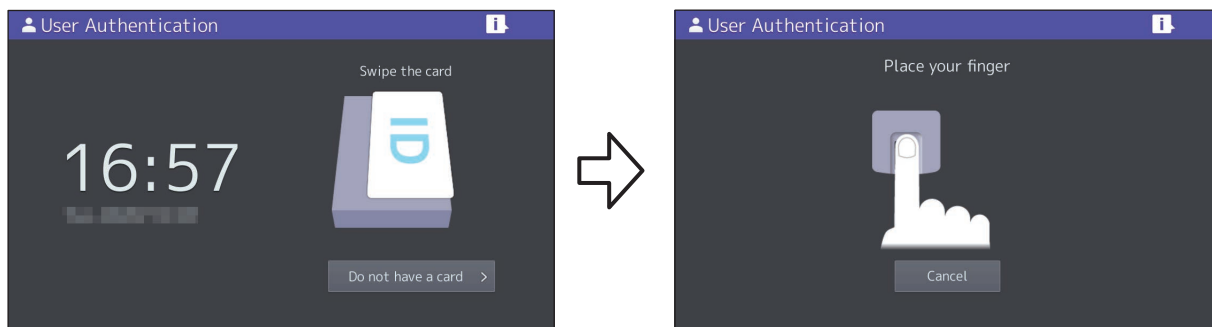 User Authentication
i
Swipe the card
ID
16:57
Do not have a card >
User Authentication
i
Place your finger
Cancel